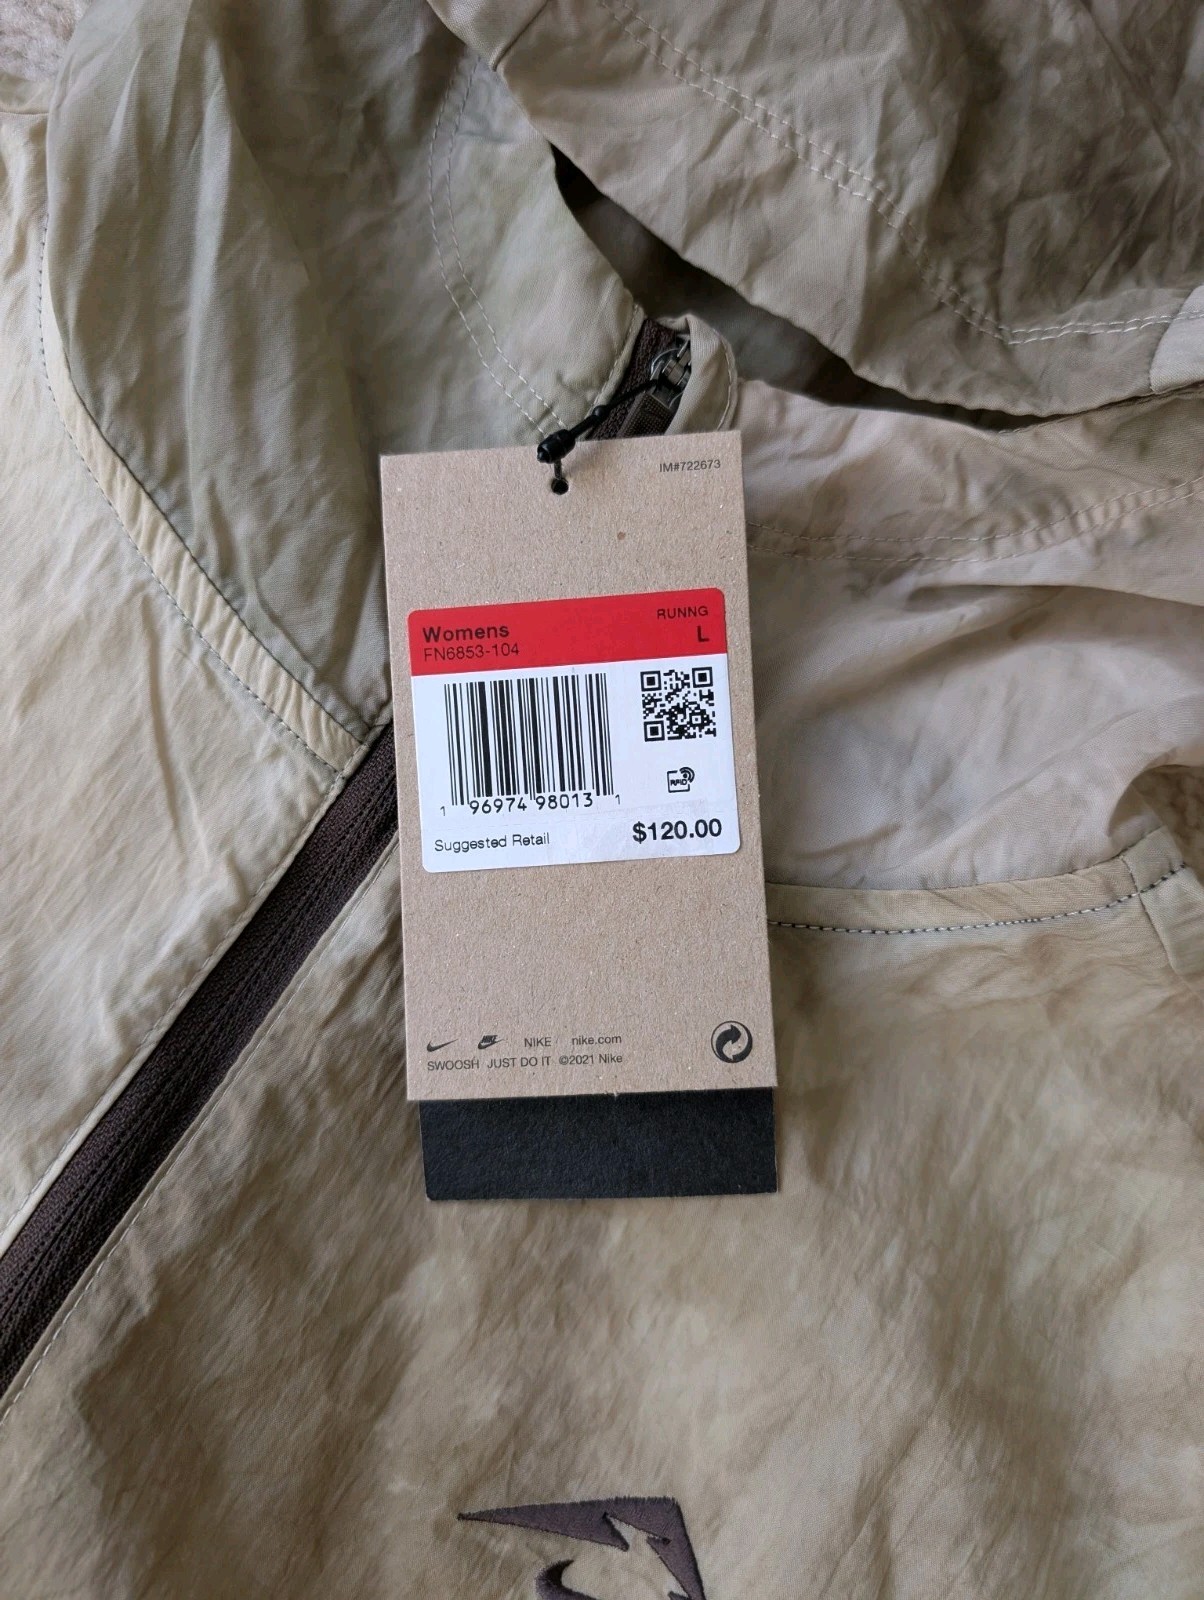 IM#722673
RUNNG
Womens L
FN6853-104
RFID
1 96974 98013 1
Suggested Retail $120.00
NIKE nike.com
SWOOSH JUST DO IT ©2021 Nike